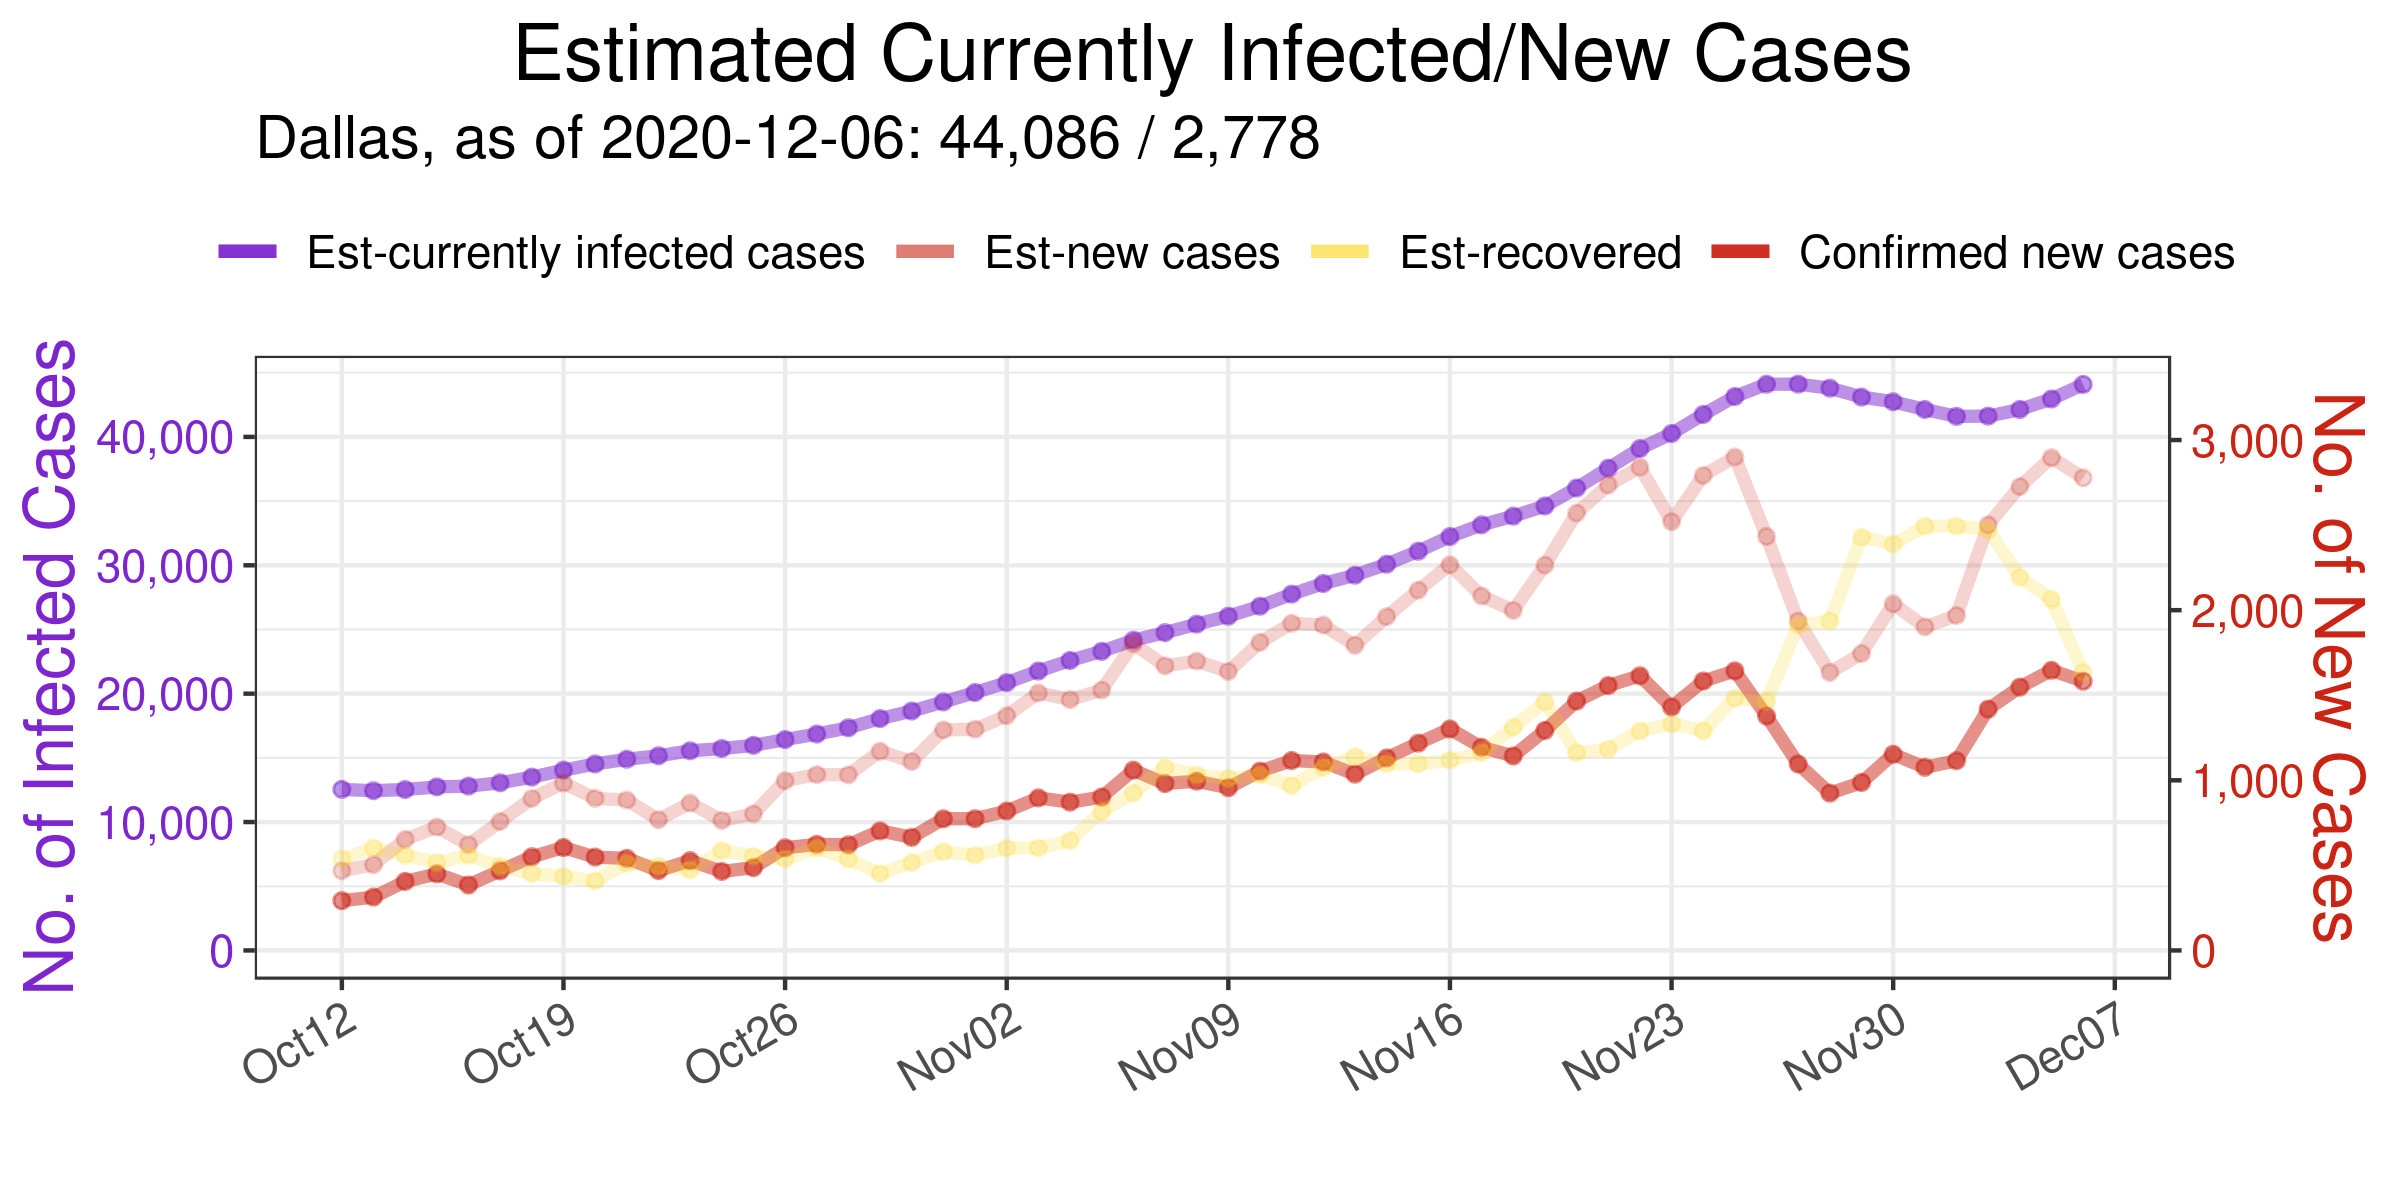 Estimated Currently Infected/New Cases
Dallas, as of 2020-12-06: 44,086 / 2,778
Est-currently infected cases Est-new cases Est-recovered Confirmed new cases
No. of Infected Cases
40,000
30,000
20,000
10,000
0
3,000
2,000
1,000
0
No. of New Cases
Oct12 Oct19 Oct26 Nov02 Nov09 Nov16 Nov23 Nov30 Dec07